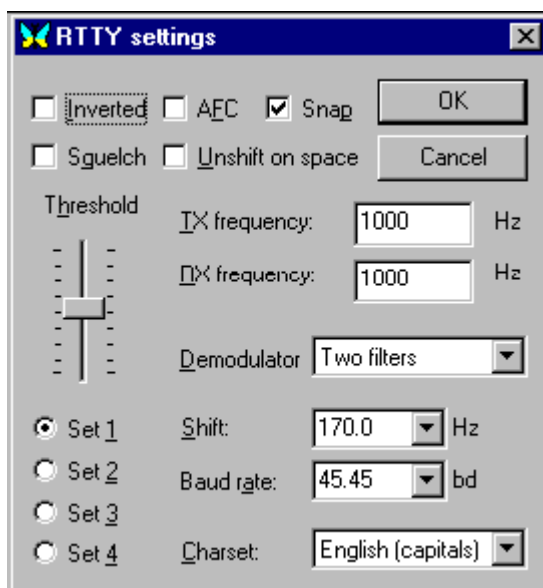 RTTY settings
Inverted AFC Snap OK
Sguelch Unshift on space Cancel
Threshold
TX frequency: 1000 Hz
ПX frequency: 1000 Hz
Demodulator Two filters
Set 1 Shift: 170.0 Hz
Set 2 Baud rate: 45.45 bd
Set 3
Set 4 Charset: English (capitals)